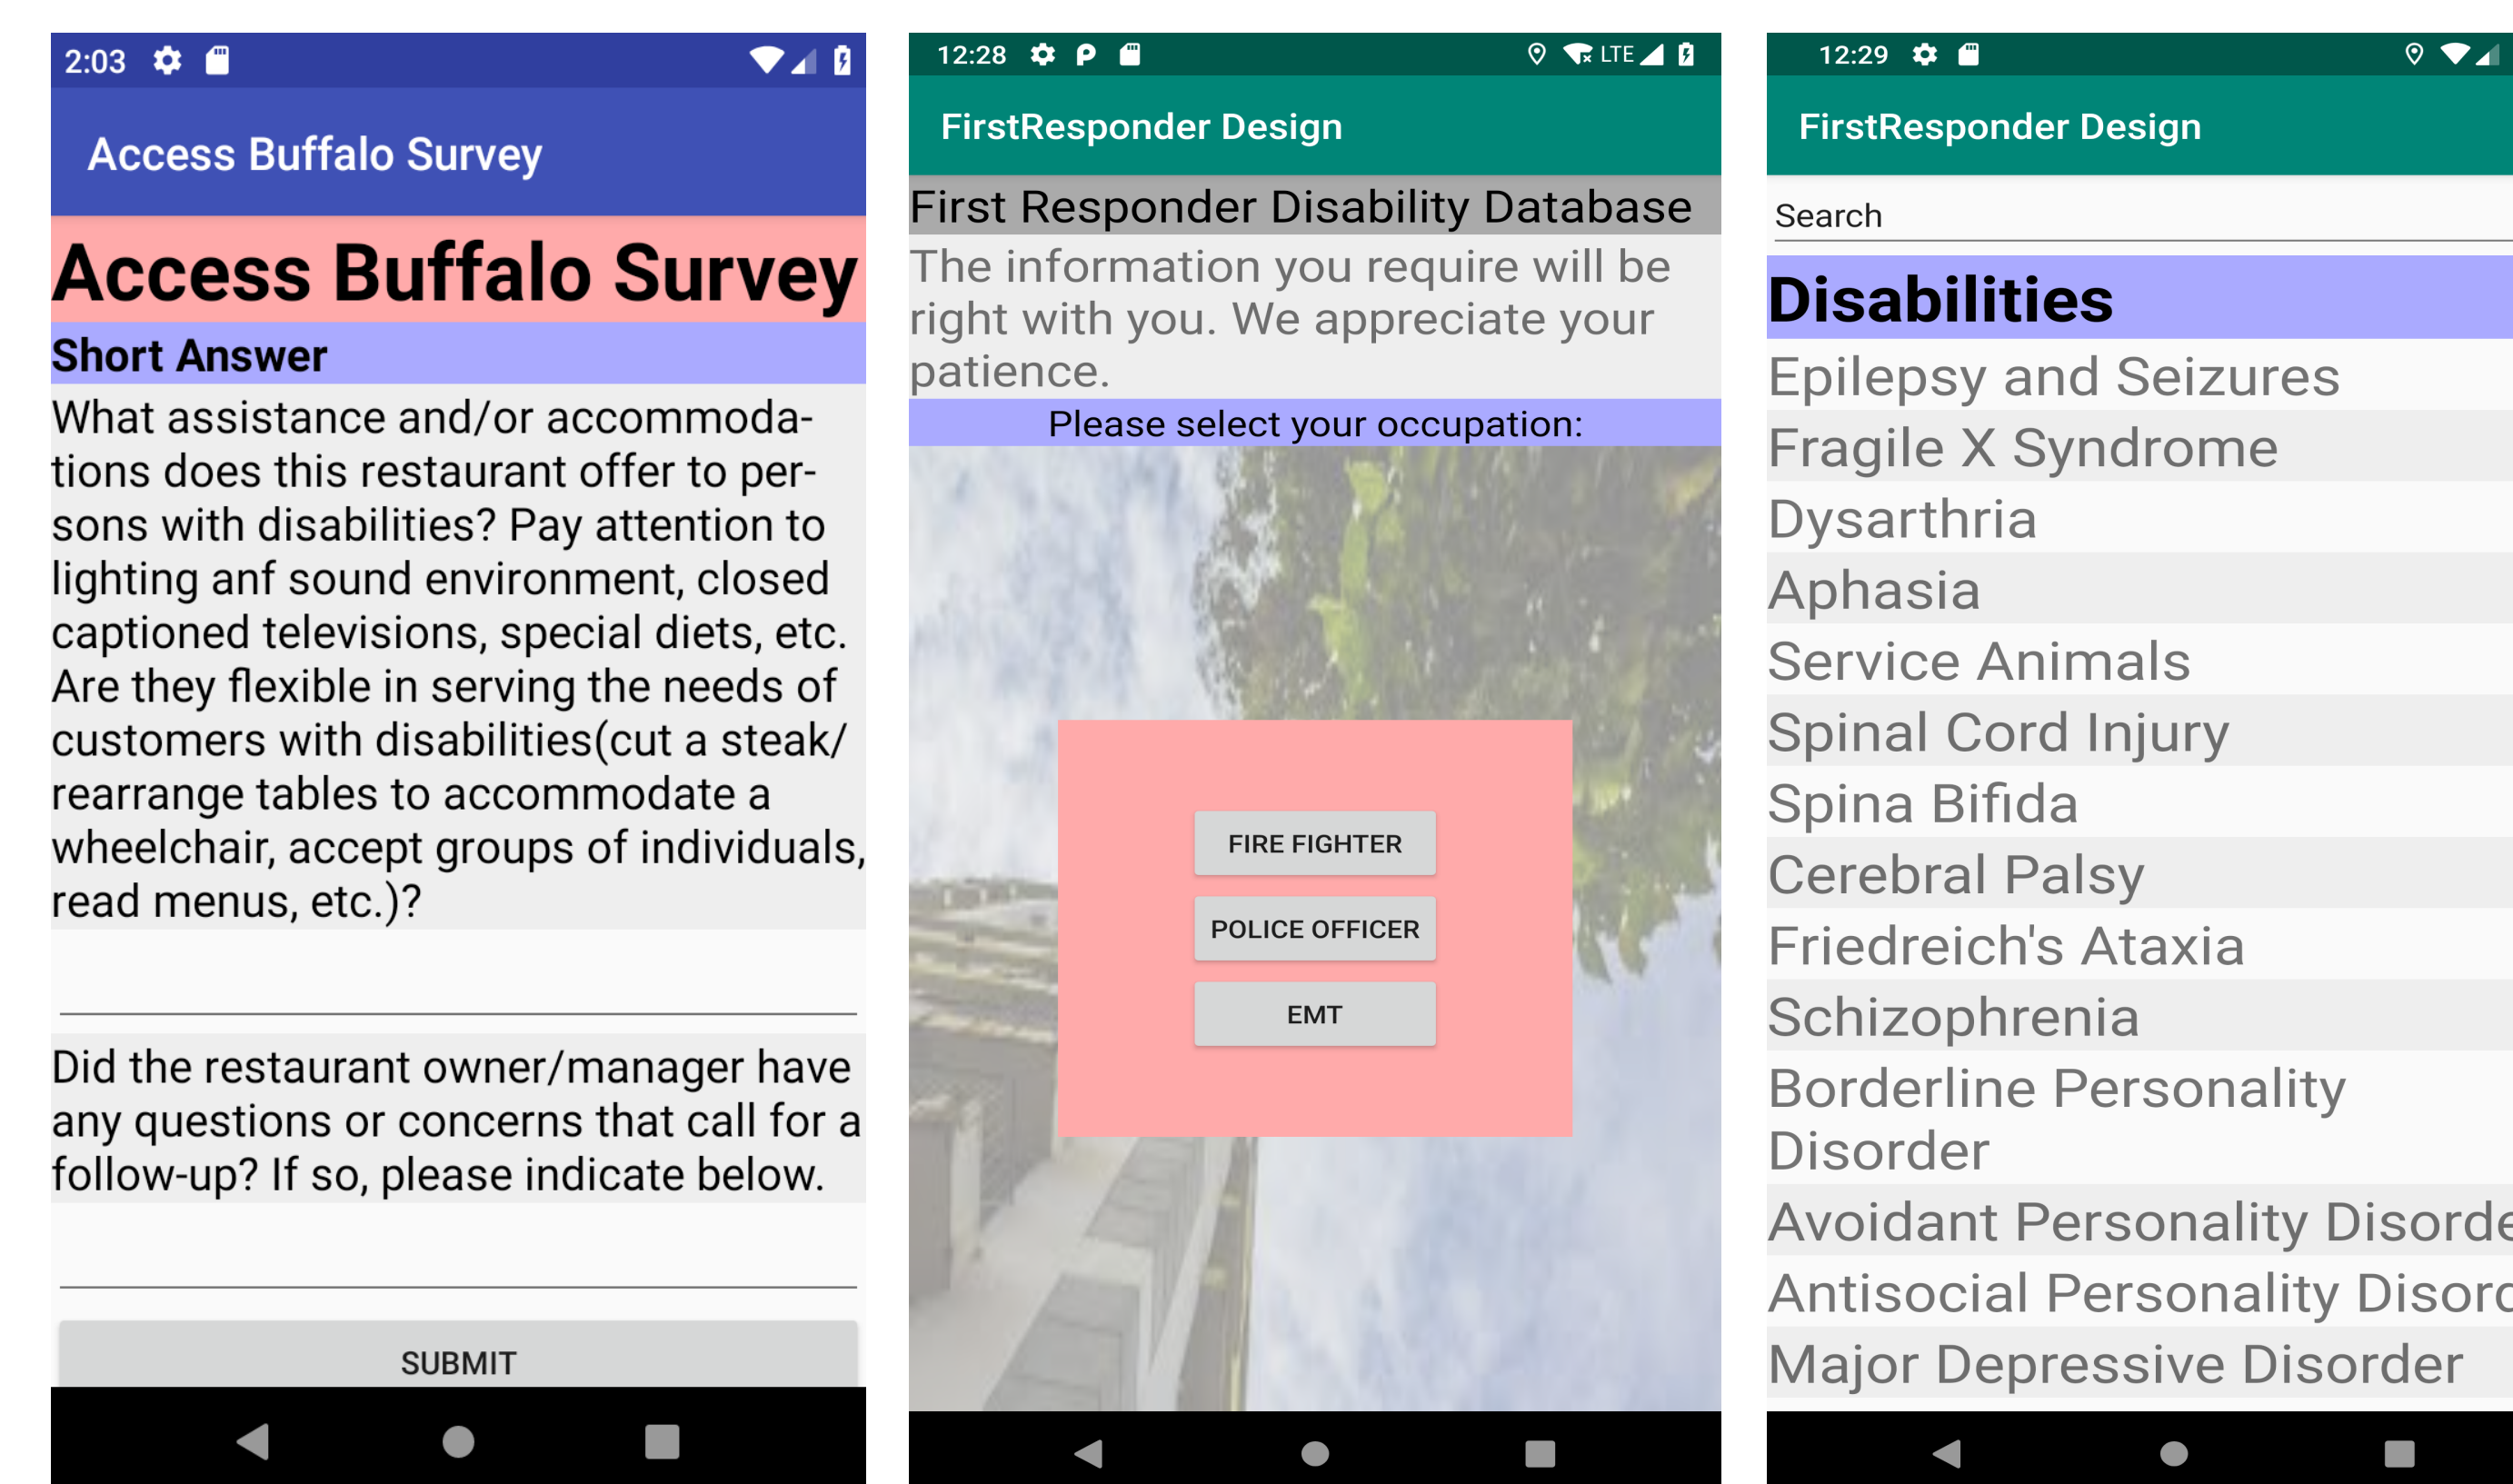 2:03
Access Buffalo Survey
Access Buffalo Survey
Short Answer
What assistance and/or accommoda-
tions does this restaurant offer to per-
sons with disabilities? Pay attention to
lighting anf sound environment, closed
captioned televisions, special diets, etc.
Are they flexible in serving the needs of
customers with disabilities(cut a steak/
rearrange tables to accommodate a
wheelchair, accept groups of individuals,
read menus, etc.)?
Did the restaurant owner/manager have
any questions or concerns that call for a
follow-up? If so, please indicate below.
SUBMIT
12:28 LTE
FirstResponder Design
First Responder Disability Database
The information you require will be
right with you. We appreciate your
patience.
Please select your occupation:
FIRE FIGHTER
POLICE OFFICER
EMT
12:29
FirstResponder Design
Search
Disabilities
Epilepsy and Seizures
Fragile X Syndrome
Dysarthria
Aphasia
Service Animals
Spinal Cord Injury
Spina Bifida
Cerebral Palsy
Friedreich's Ataxia
Schizophrenia
Borderline Personality
Disorder
Avoidant Personality Disorde
Antisocial Personality Disord
Major Depressive Disorder